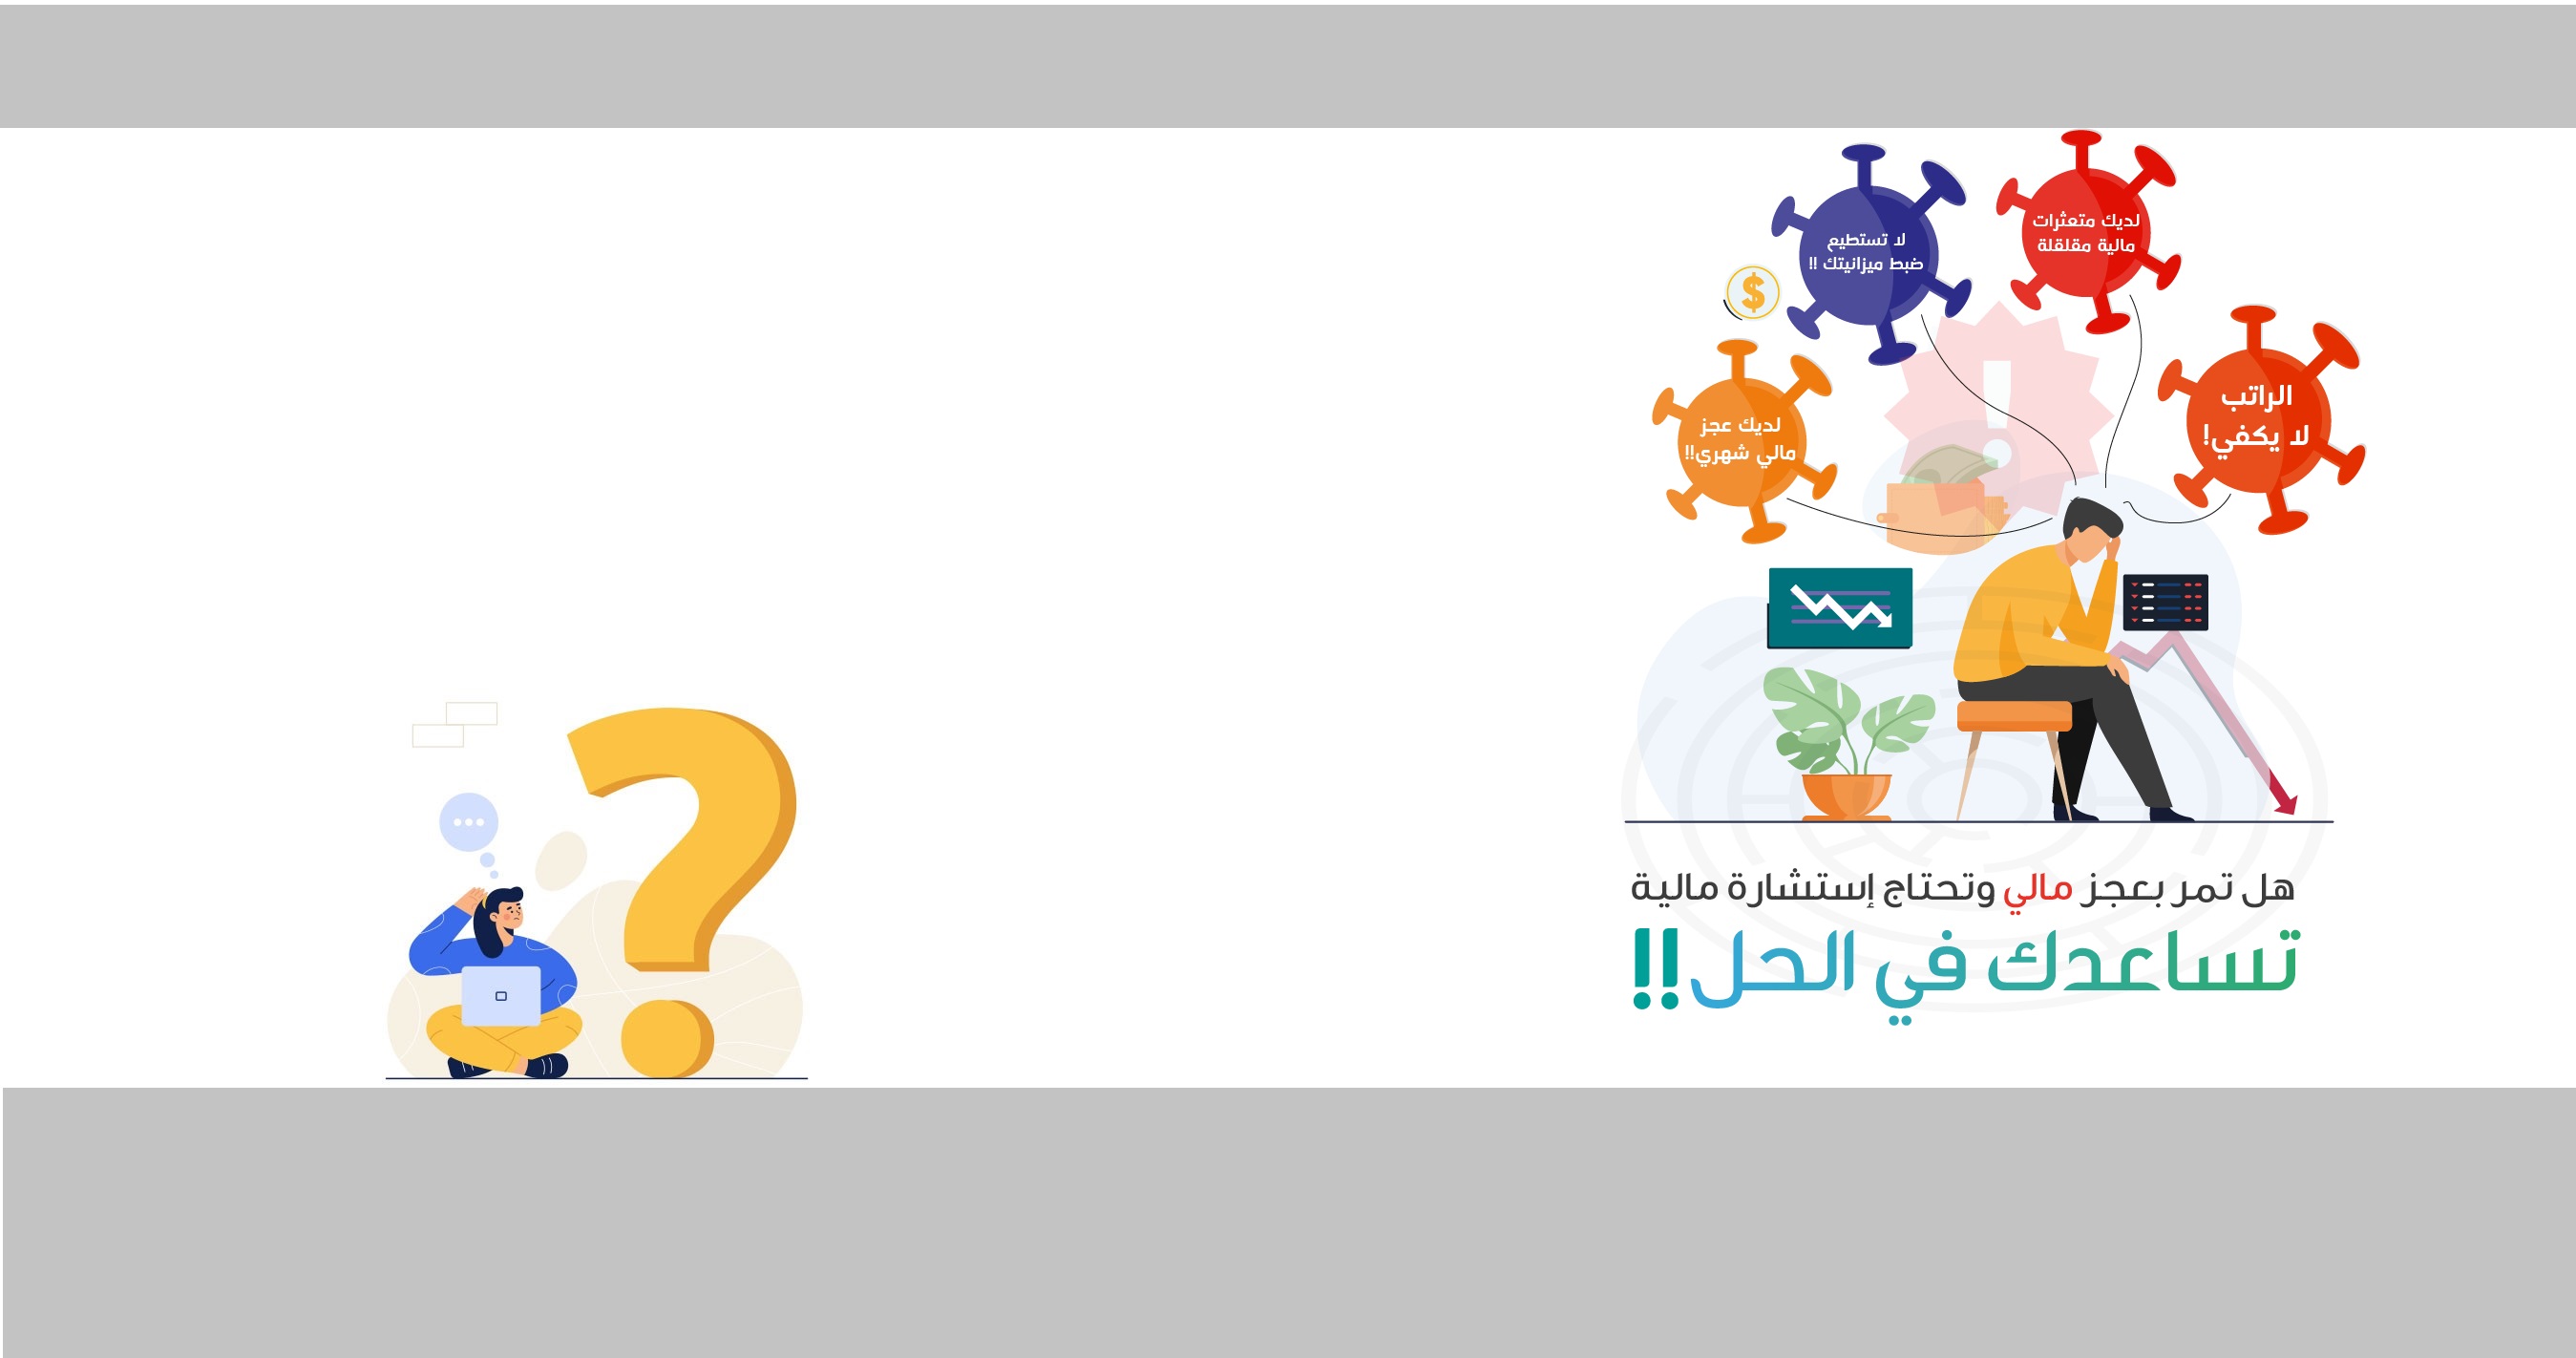 لديك متعثرات
مالية مقلقلة
لا تستطيع
ضبط ميزانيتك !!
الراتب
لا يكفي!
لديك عجز
مالي شهري!!
هل تمر بعجز مالي وتحتاج إستشارة مالية
تساعدك في الحل!!